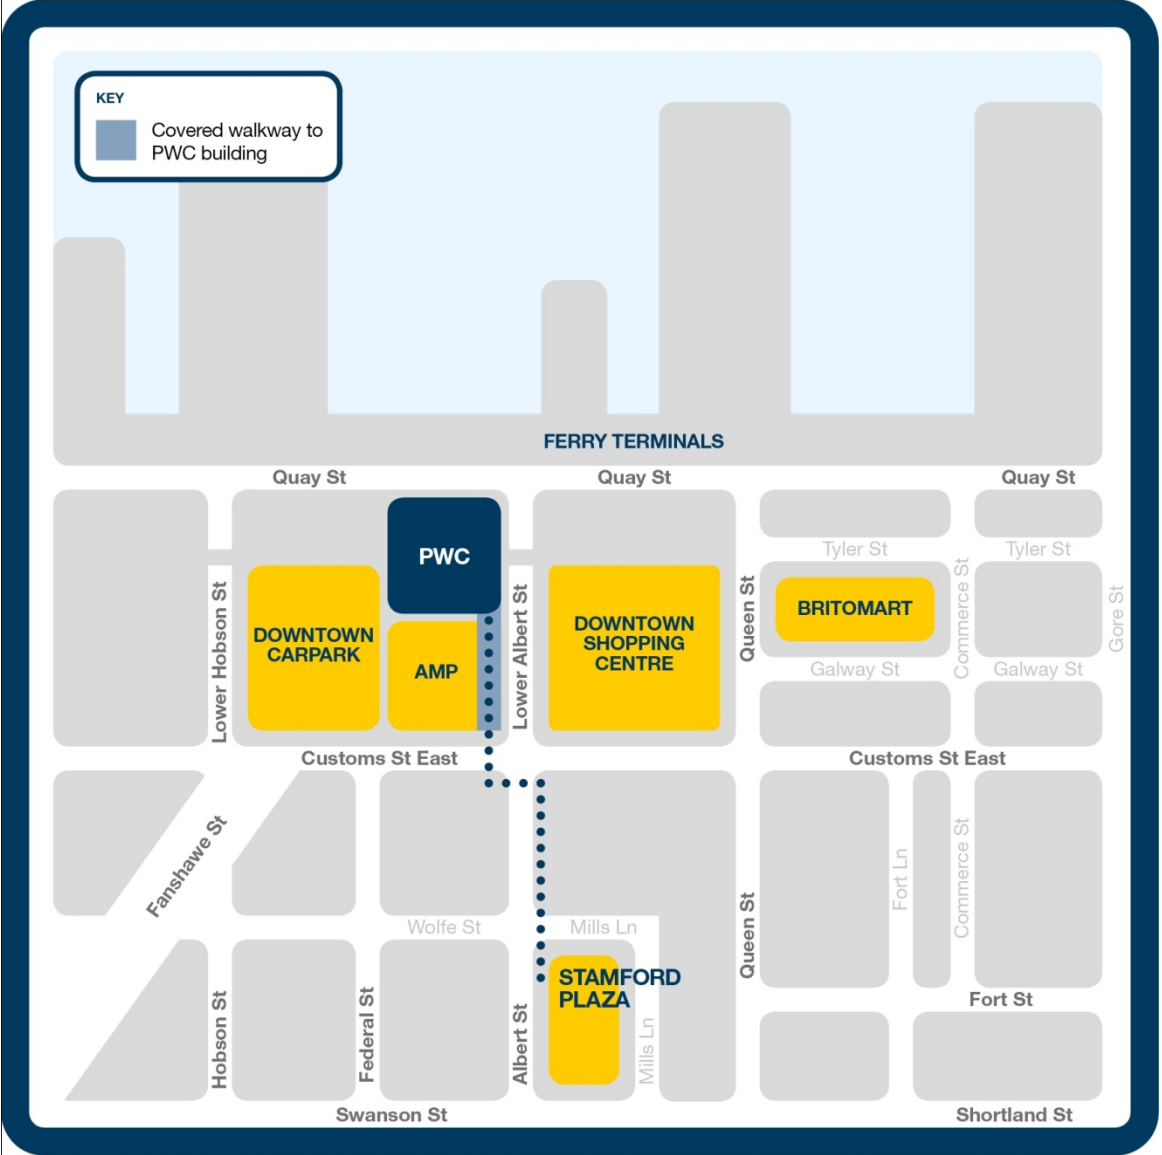 KEY
Covered walkway to
PWC building
FERRY TERMINALS
Quay St
Quay St
Quay St
PWC
Tyler St
Tyler St
Lower Hobson St
DOWNTOWN
CARPARK
AMP
Lower Albert St
DOWNTOWN
SHOPPING
CENTRE
Queen St
BRITOMART
Commerce St
Gore St
Galway St
Galway St
Customs St East
Customs St East
Fanshawe St
Fort Ln
Commerce St
Wolfe St
Mills Ln
Queen St
STAMFORD
PLAZA
Fort St
Hobson St
Federal St
Albert St
Mills Ln
Swanson St
Shortland St